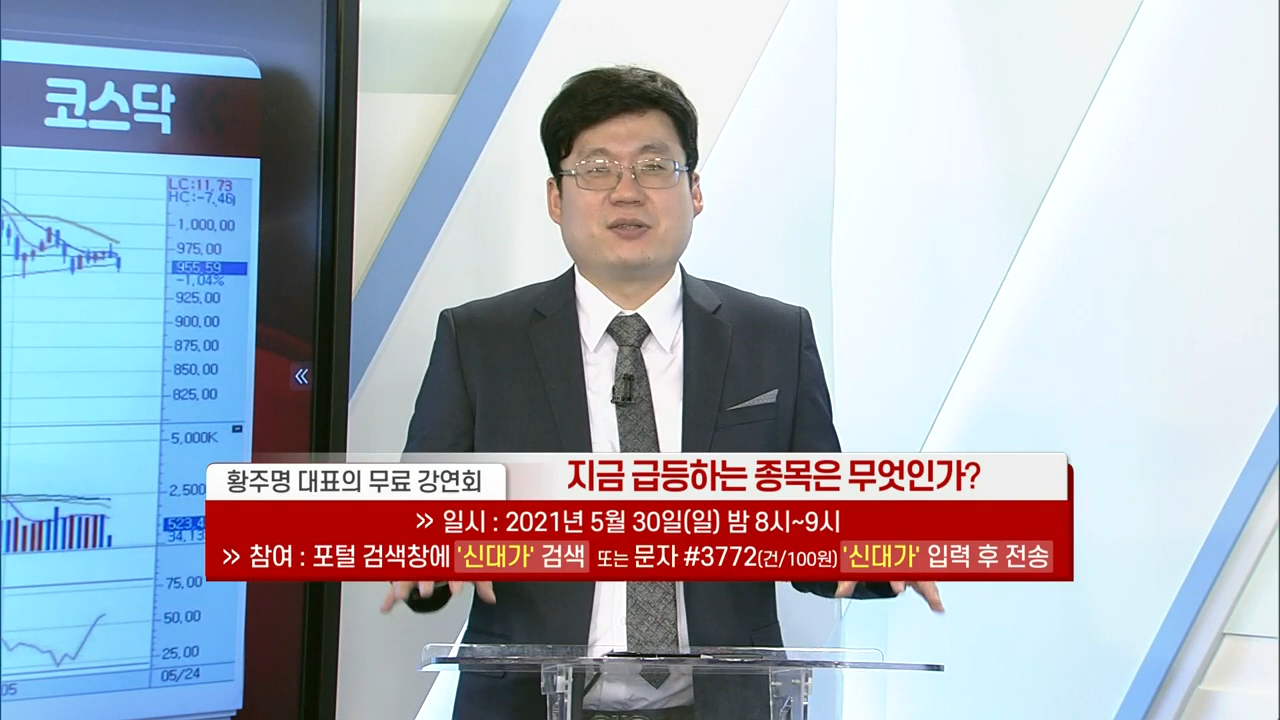 코스닥
LC:11.73
HC:-7.46
1,000.00
975.00
955.59
-1.04%
925.00
900.00
875.00
850.00
825.00
5,000K
2,500
523.4
34.13
75.00
50.00
25.00
05
05/24
황주명 대표의 무료 강연회
지금 급등하는 종목은 무엇인가?
» 일시 : 2021년 5월 30일(일) 밤 8시~9시
» 참여 : 포털 검색창에 '신대가' 검색 또는 문자 #3772(건/100원) '신대가' 입력 후 전송